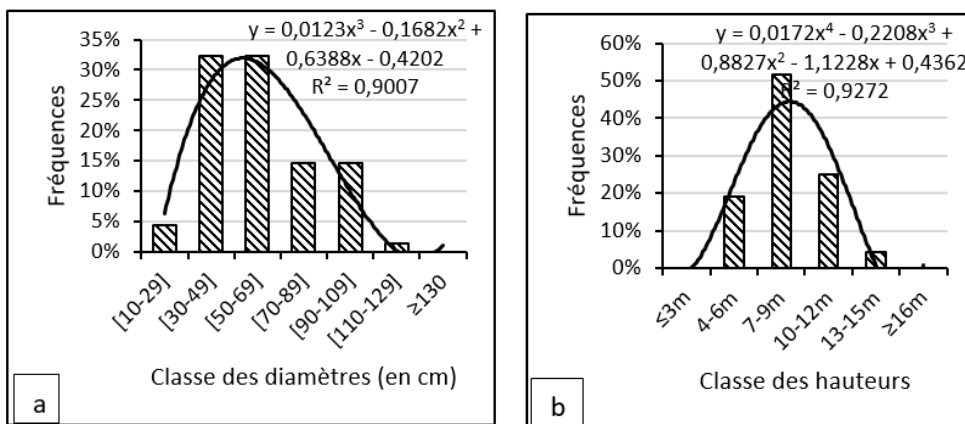 y = 0,0123x³ - 0,1682x² +
0,6388x - 0,4202
R² = 0,9007
35%
30%
25%
20%
15%
10%
5%
0%
Fréquences
[10-29]
[30-49]
[50-69]
[70-89]
[90-109]
[110-129]
≥130
Classe des diamètres (en cm)
a
y = 0,0172x⁴ - 0,2208x³ +
0,8827x² - 1,1228x + 0,4362
R² = 0,9272
60%
50%
40%
30%
20%
10%
0%
Fréquences
≤3m
4-6m
7-9m
10-12m
13-15m
≥16m
Classe des hauteurs
b